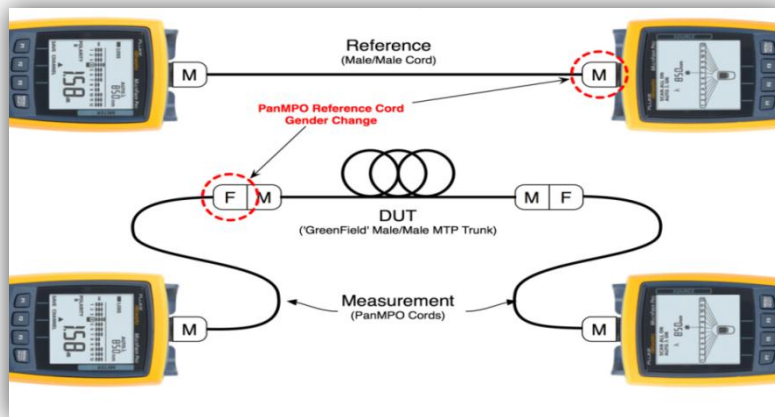 Reference
(Male/Male Cord)
M
M
PanMPO Reference Cord
Gender Change
F M
M F
DUT
('GreenField' Male/Male MTP Trunk)
Measurement
(PanMPO Cords)
M
M